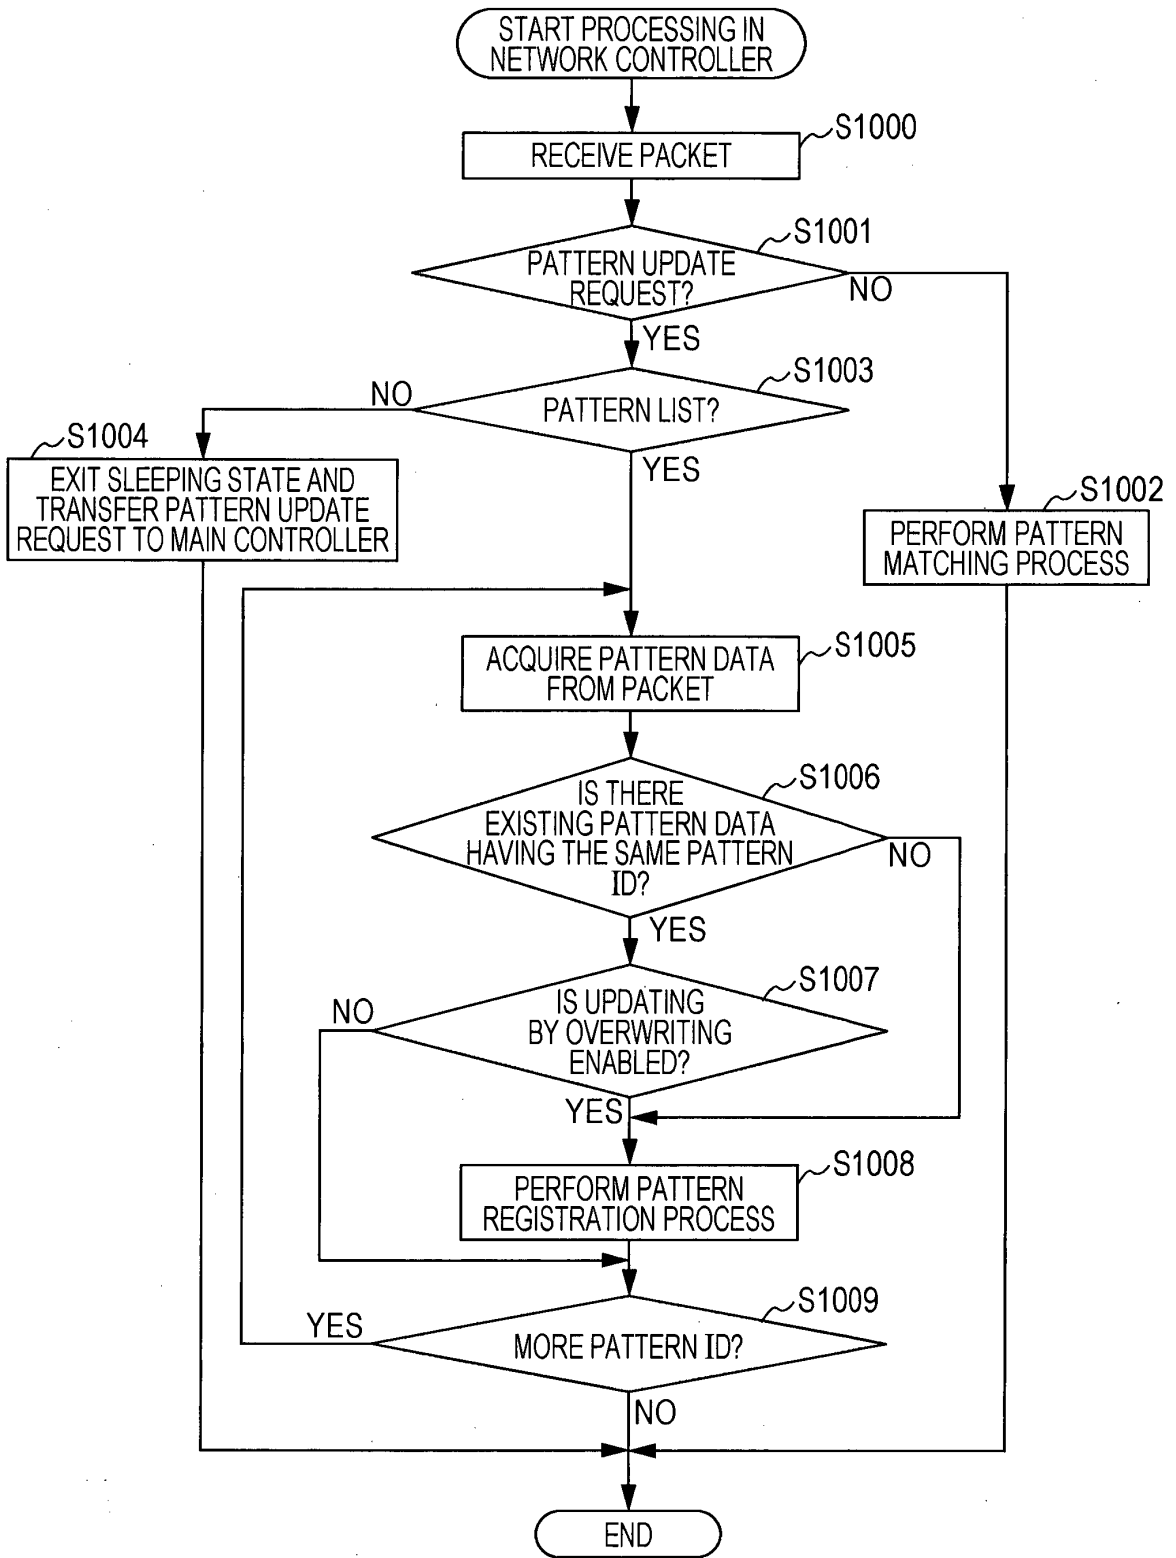 START PROCESSING IN
NETWORK CONTROLLER
S1000
RECEIVE PACKET
S1001
PATTERN UPDATE
REQUEST?
NO
YES
S1003
NO
PATTERN LIST?
YES
S1004
EXIT SLEEPING STATE AND
TRANSFER PATTERN UPDATE
REQUEST TO MAIN CONTROLLER
S1002
PERFORM PATTERN
MATCHING PROCESS
S1005
ACQUIRE PATTERN DATA
FROM PACKET
S1006
IS THERE
EXISTING PATTERN DATA
HAVING THE SAME PATTERN
ID?
NO
YES
S1007
NO
IS UPDATING
BY OVERWRITING
ENABLED?
YES
S1008
PERFORM PATTERN
REGISTRATION PROCESS
S1009
YES
MORE PATTERN ID?
NO
END